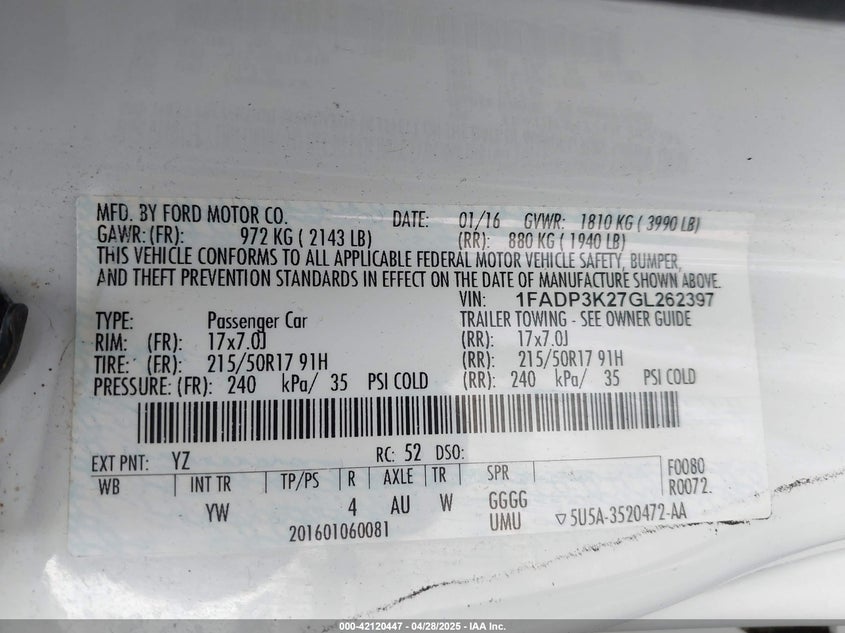 MFD. BY FORD MOTOR CO. DATE: 01/16 GVWR: 1810 KG ( 3990 LB)
GAWR: (FR): 972 KG ( 2143 LB) (RR): 880 KG ( 1940 LB)
THIS VEHICLE CONFORMS TO ALL APPLICABLE FEDERAL MOTOR VEHICLE SAFETY, BUMPER,
AND THEFT PREVENTION STANDARDS IN EFFECT ON THE DATE OF MANUFACTURE SHOWN ABOVE.
VIN: 1FADP3K27GL262397
TYPE: Passenger Car TRAILER TOWING - SEE OWNER GUIDE
RIM: (FR): 17x7.0J (RR): 17x7.0J
TIRE: (FR): 215/50R17 91H (RR): 215/50R17 91H
PRESSURE: (FR): 240 kPa/ 35 PSI COLD (RR): 240 kPa/ 35 PSI COLD
EXT PNT: YZ RC: 52 DSO:
WB INT TR TP/PS R AXLE TR SPR F0080
R0072.
YW 4 AU W GGGG
UMU ▽5U5A-3520472-AA
201601060081
000-42120447 - 04/28/2025 - IAA Inc.